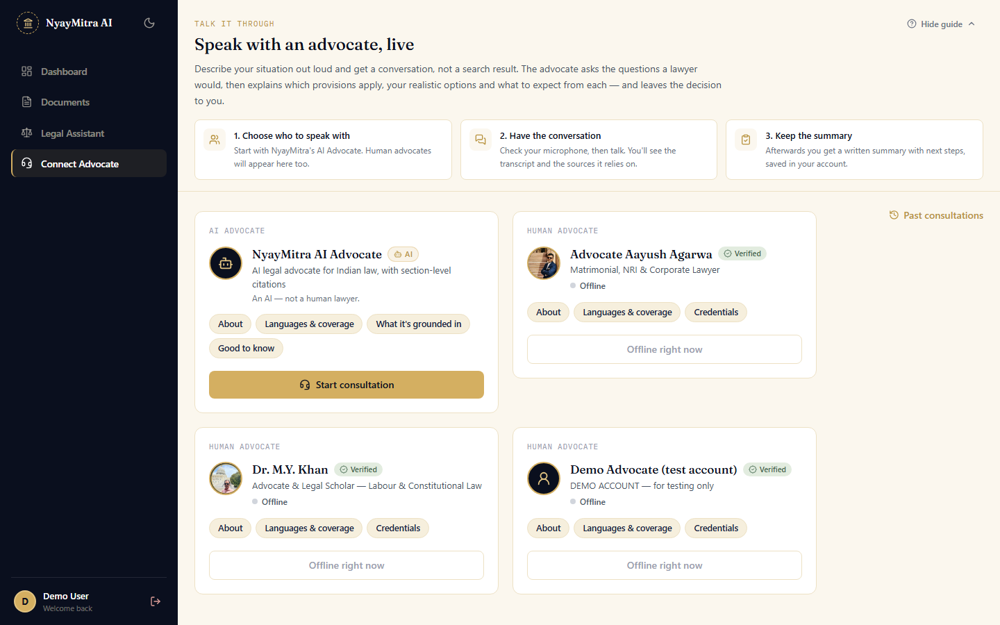 NyayMitra AI
Dashboard
Documents
Legal Assistant
Connect Advocate
Demo User
Welcome back
D
TALK IT THROUGH
Hide guide
Speak with an advocate, live
Describe your situation out loud and get a conversation, not a search result. The advocate asks the questions a lawyer
would, then explains which provisions apply, your realistic options and what to expect from each — and leaves the decision
to you.
1. Choose who to speak with
Start with NyayMitra's AI Advocate. Human advocates
will appear here too.
2. Have the conversation
Check your microphone, then talk. You'll see the
transcript and the sources it relies on.
3. Keep the summary
Afterwards you get a written summary with next steps,
saved in your account.
Past consultations
AI ADVOCATE
NyayMitra AI Advocate AI
AI legal advocate for Indian law, with section-level
citations
An AI — not a human lawyer.
About Languages & coverage What it's grounded in
Good to know
Start consultation
HUMAN ADVOCATE
Advocate Aayush Agarwa Verified
Matrimonial, NRI & Corporate Lawyer
Offline
About Languages & coverage Credentials
Offline right now
HUMAN ADVOCATE
Dr. M.Y. Khan Verified
Advocate & Legal Scholar — Labour & Constitutional Law
Offline
About Languages & coverage Credentials
Offline right now
HUMAN ADVOCATE
Demo Advocate (test account) Verified
DEMO ACCOUNT — for testing only
Offline
About Languages & coverage Credentials
Offline right now